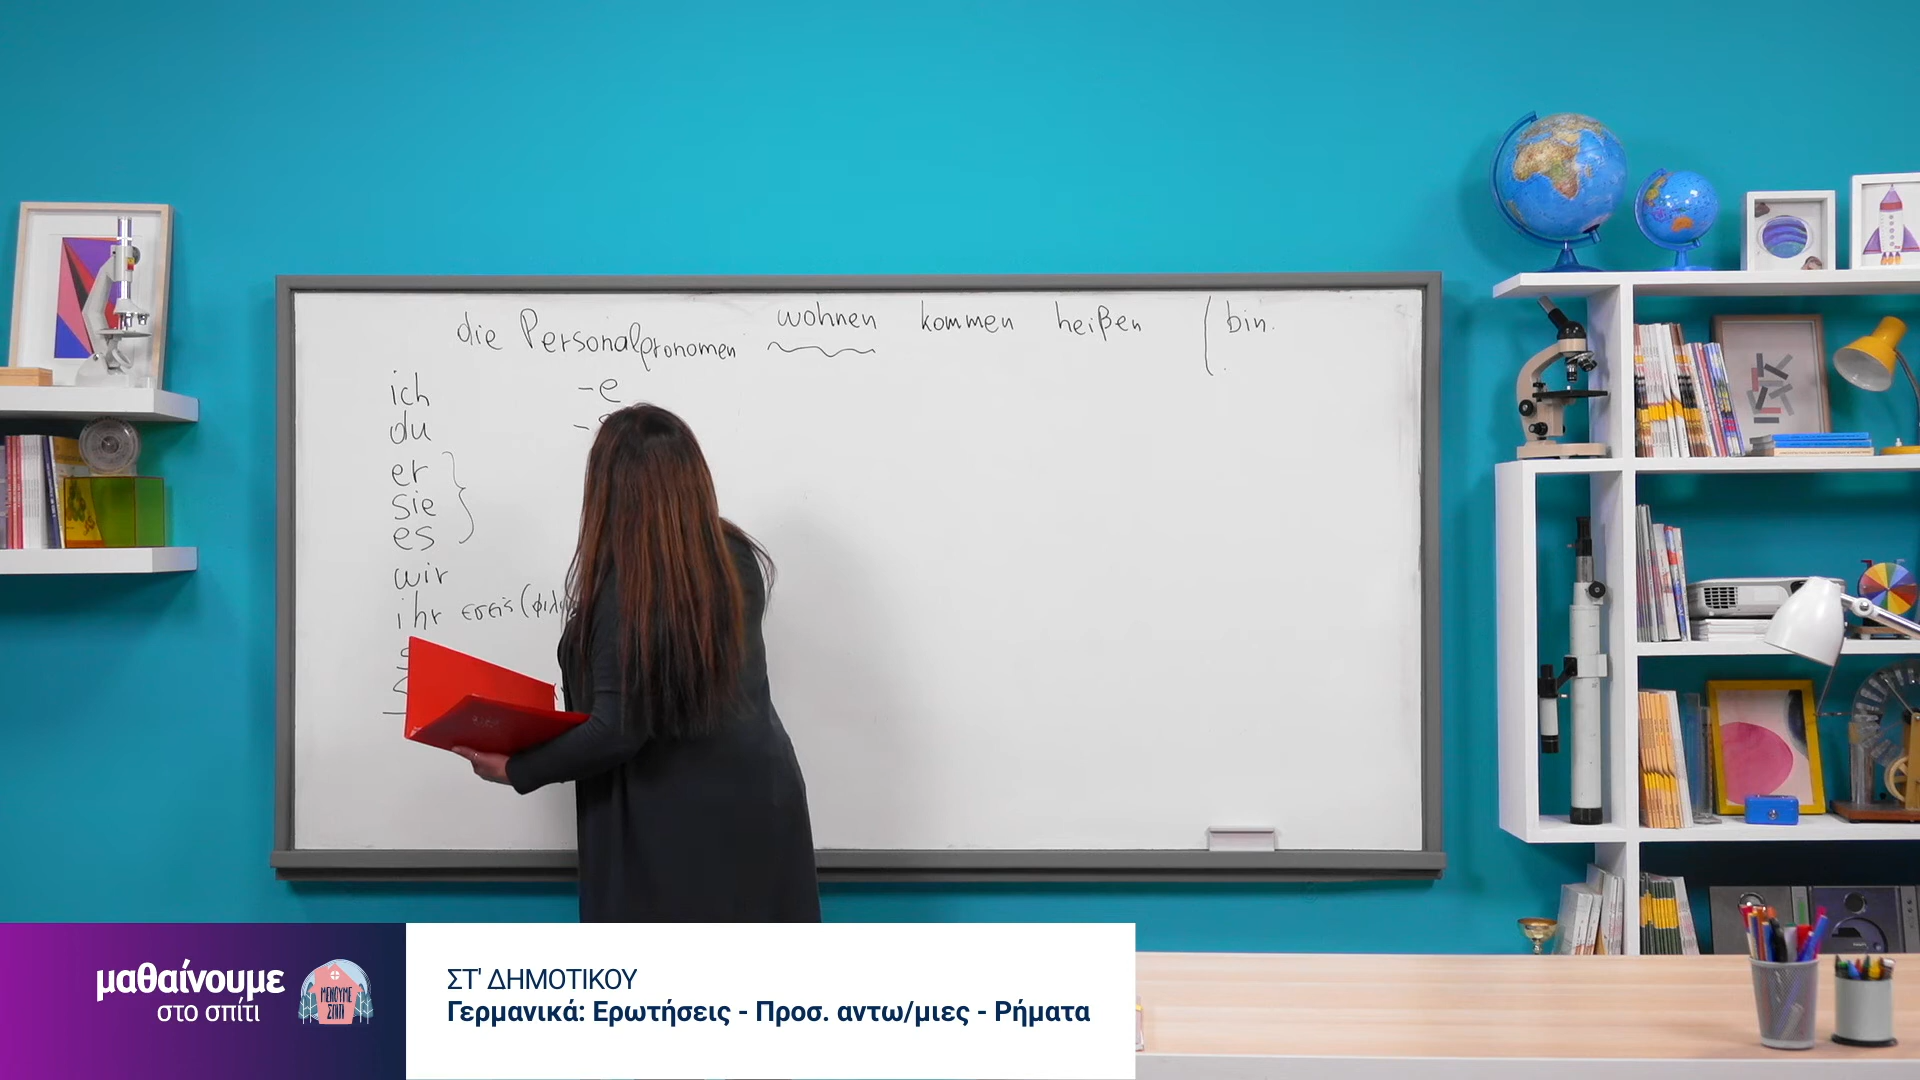 die Personalpronomen wohnen kommen heißen ( bin.
ich -e
du -
er
sie
es
wir
ihr εσείς (φιλι
μαθαίνουμε
στο σπίτι
ΜΕΝΟΥΜΕ
ΣΠΙΤΙ
ΣΤ' ΔΗΜΟΤΙΚΟΥ
Γερμανικά: Ερωτήσεις - Προσ. αντω/μιες - Ρήματα